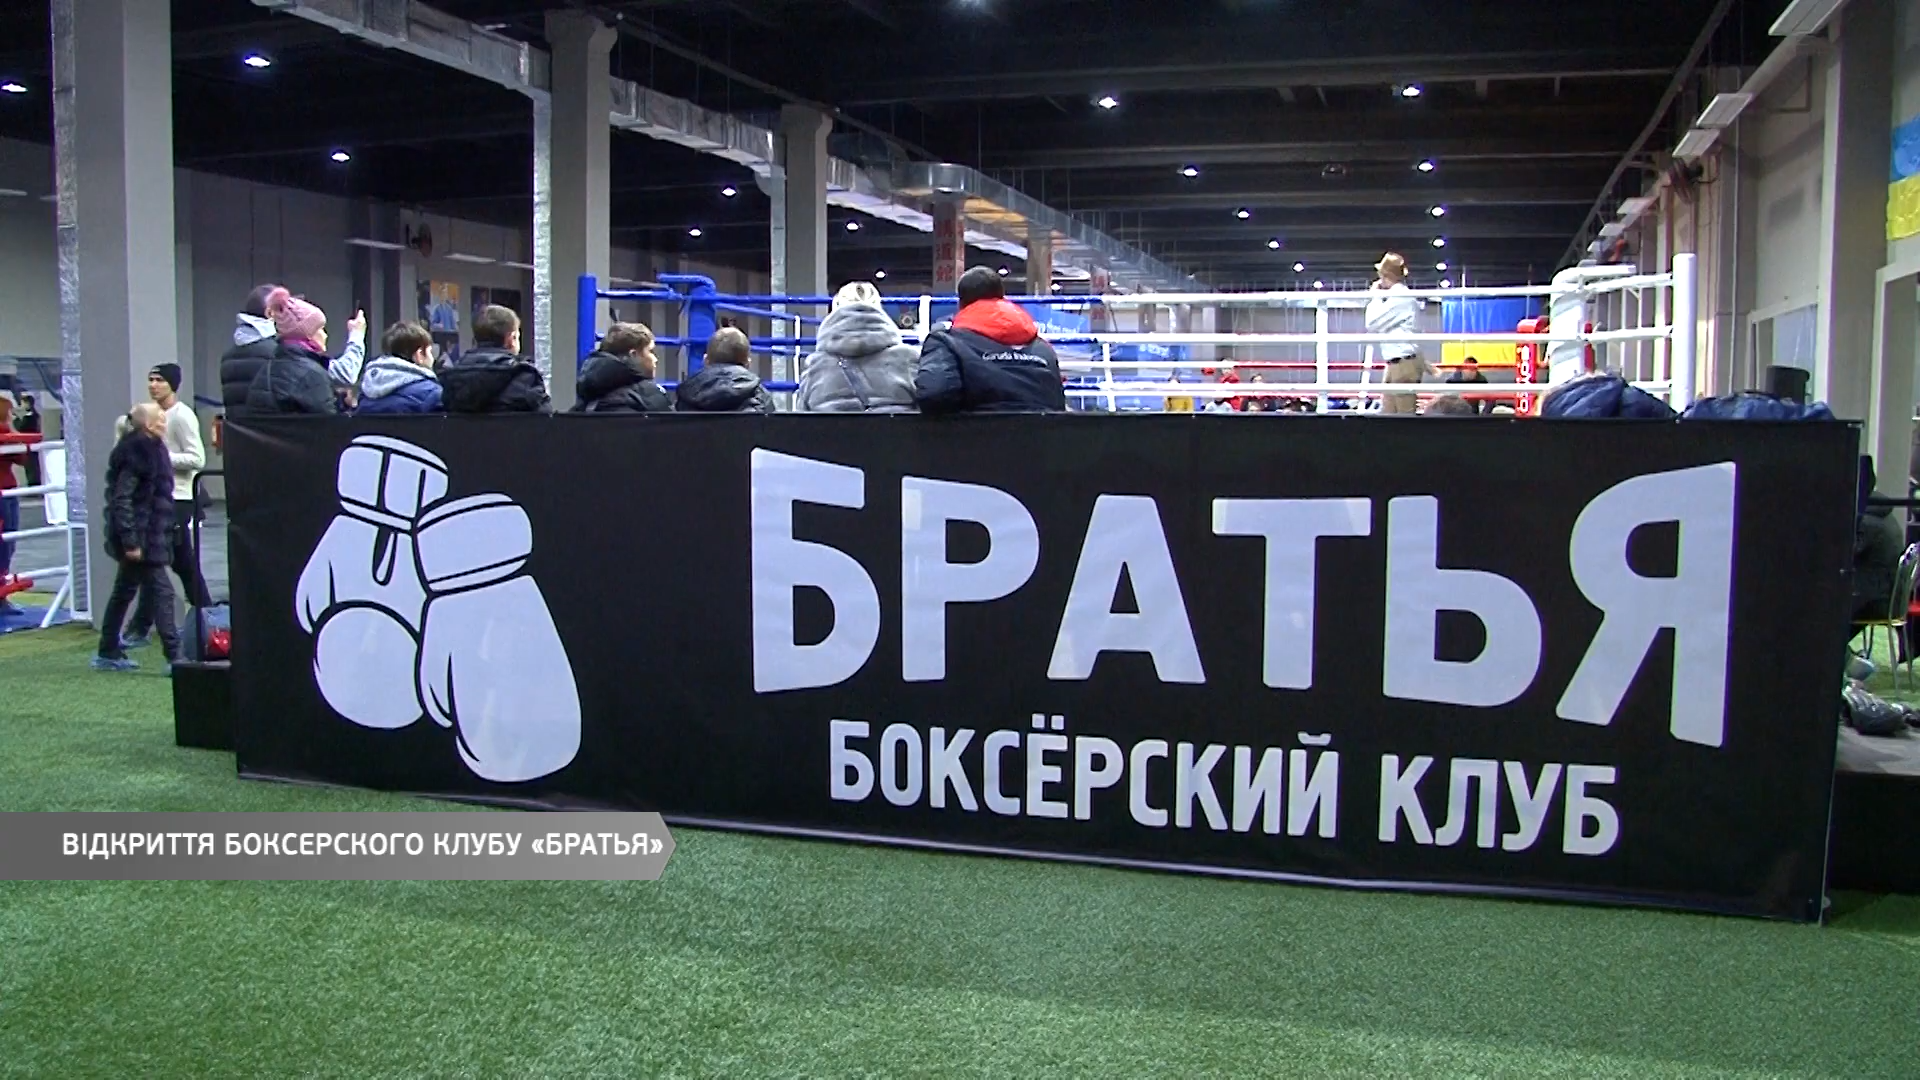 БРАТЬЯ
БОКСЁРСКИЙ КЛУБ
ВІДКРИТТЯ БОКСЕРСКОГО КЛУБУ «БРАТЬЯ»